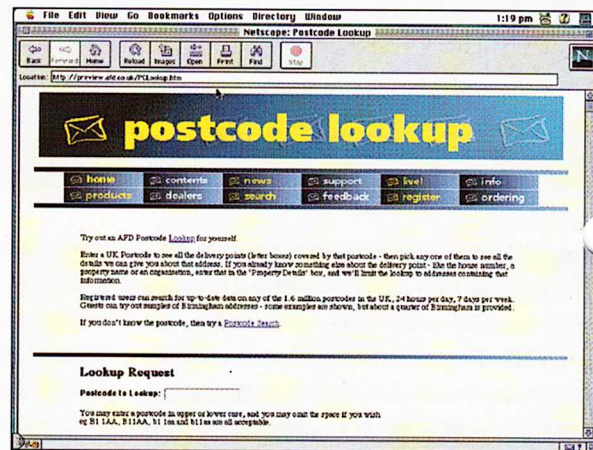 File Edit View Go Bookmarks Options Directory Window 1:19 pm
Netscape: Postcode Lookup
Back Forward Home Reload Images Open Print Find Stop
N
Location: http://preview.afd.co.uk/PCLookup.htm
postcode lookup
home contents news support live! info
products dealers search feedback register ordering
Try out an AFD Postcode Lookup for yourself.
Enter a UK Postcode to see all the delivery points (letter boxes) covered by that postcode - then pick any one of them to see all the
details we can give you about that address. If you already know something else about the delivery point - like the house number, a
property name or an organisation, enter that in the 'Property Details' box, and we'll limit the lookup to addresses containing that
information.
Registered users can search for up-to-date data on any of the 1.6 million postcodes in the UK, 24 hours per day, 7 days per week.
Guests can try out samples of Birmingham addresses - some examples are shown, but about a quarter of Birmingham is provided.
If you don't know the postcode, then try a Postcode Search.
Lookup Request
Postcode to Lookup:
You may enter a postcode in upper or lower case, and you may omit the space if you wish
eg B1 1AA, B11AA, b1 1aa and b11aa are all acceptable.